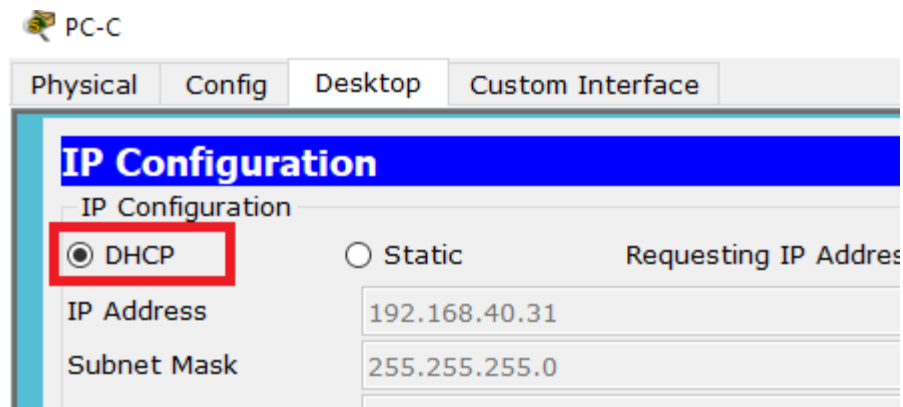 PC-C
Physical Config Desktop Custom Interface
IP Configuration
IP Configuration
DHCP Static Requesting IP Addres
IP Address 192.168.40.31
Subnet Mask 255.255.255.0